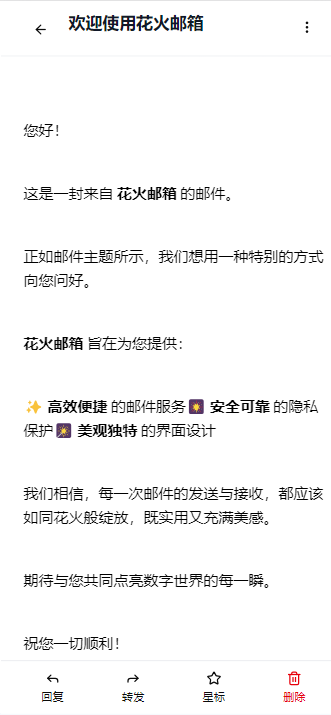 欢迎使用花火邮箱
您好！
这是一封来自 花火邮箱 的邮件。
正如邮件主题所示，我们想用一种特别的方式
向您问好。
花火邮箱 旨在为您提供：
✨ 高效便捷 的邮件服务🎆 安全可靠 的隐私
保护🎆 美观独特 的界面设计
我们相信，每一次邮件的发送与接收，都应该
如同花火般绽放，既实用又充满美感。
期待与您共同点亮数字世界的每一瞬。
祝您一切顺利！
回复 转发 星标 删除